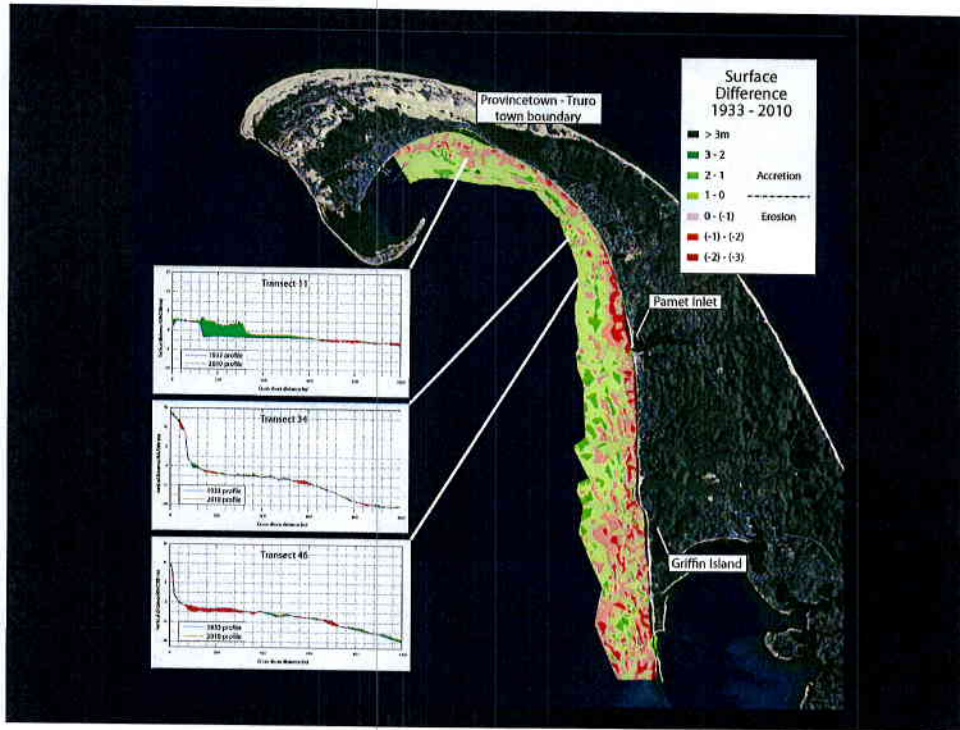 Provincetown - Truro
town boundary
Surface
Difference
1933 - 2010
> 3m
3 - 2
2 - 1
Accretion
1 - 0
0 - (-1)
Erosion
(-1) - (-2)
(-2) - (-3)
Transect 11
1933 profile
2010 profile
Pamet Inlet
Transect 34
1933 profile
2010 profile
Transect 46
1933 profile
2010 profile
Griffin Island